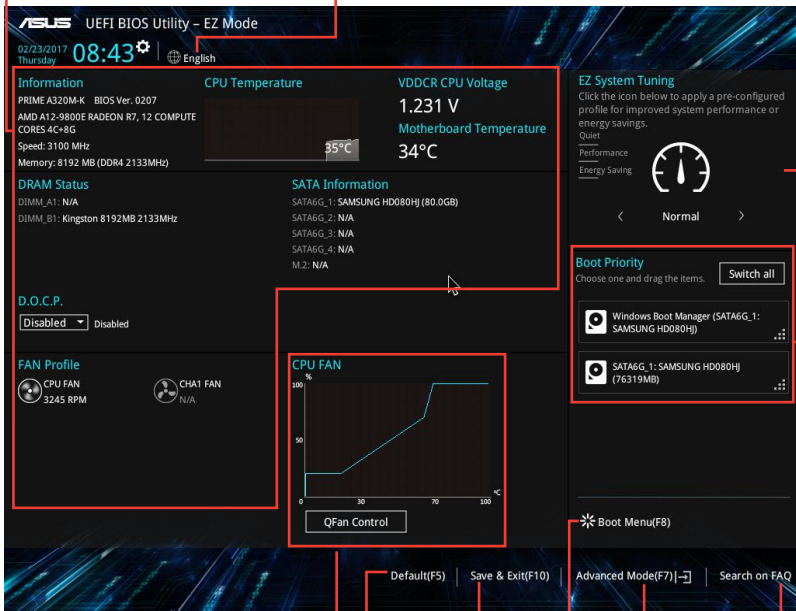 ASUS UEFI BIOS Utility – EZ Mode
02/23/2017
Thursday
08:43
English
Information
PRIME A320M-K BIOS Ver. 0207
AMD A12-9800E RADEON R7, 12 COMPUTE
CORES 4C+8G
Speed: 3100 MHz
Memory: 8192 MB (DDR4 2133MHz)
CPU Temperature
35°C
VDDCR CPU Voltage
1.231 V
Motherboard Temperature
34°C
EZ System Tuning
Click the icon below to apply a pre-configured
profile for improved system performance or
energy savings.
Quiet
Performance
Energy Saving
< Normal >
DRAM Status
DIMM_A1: N/A
DIMM_B1: Kingston 8192MB 2133MHz
SATA Information
SATA6G_1: SAMSUNG HD080HJ (80.0GB)
SATA6G_2: N/A
SATA6G_3: N/A
SATA6G_4: N/A
M.2: N/A
D.O.C.P.
Disabled Disabled
Boot Priority
Choose one and drag the items.
Switch all
Windows Boot Manager (SATA6G_1:
SAMSUNG HD080HJ)
SATA6G_1: SAMSUNG HD080HJ
(76319MB)
FAN Profile
CPU FAN
3245 RPM
CHA1 FAN
N/A
CPU FAN
%
100
50
0 30 70 100
°C
QFan Control
Boot Menu(F8)
Default(F5)
Save & Exit(F10)
Advanced Mode(F7)
Search on FAQ